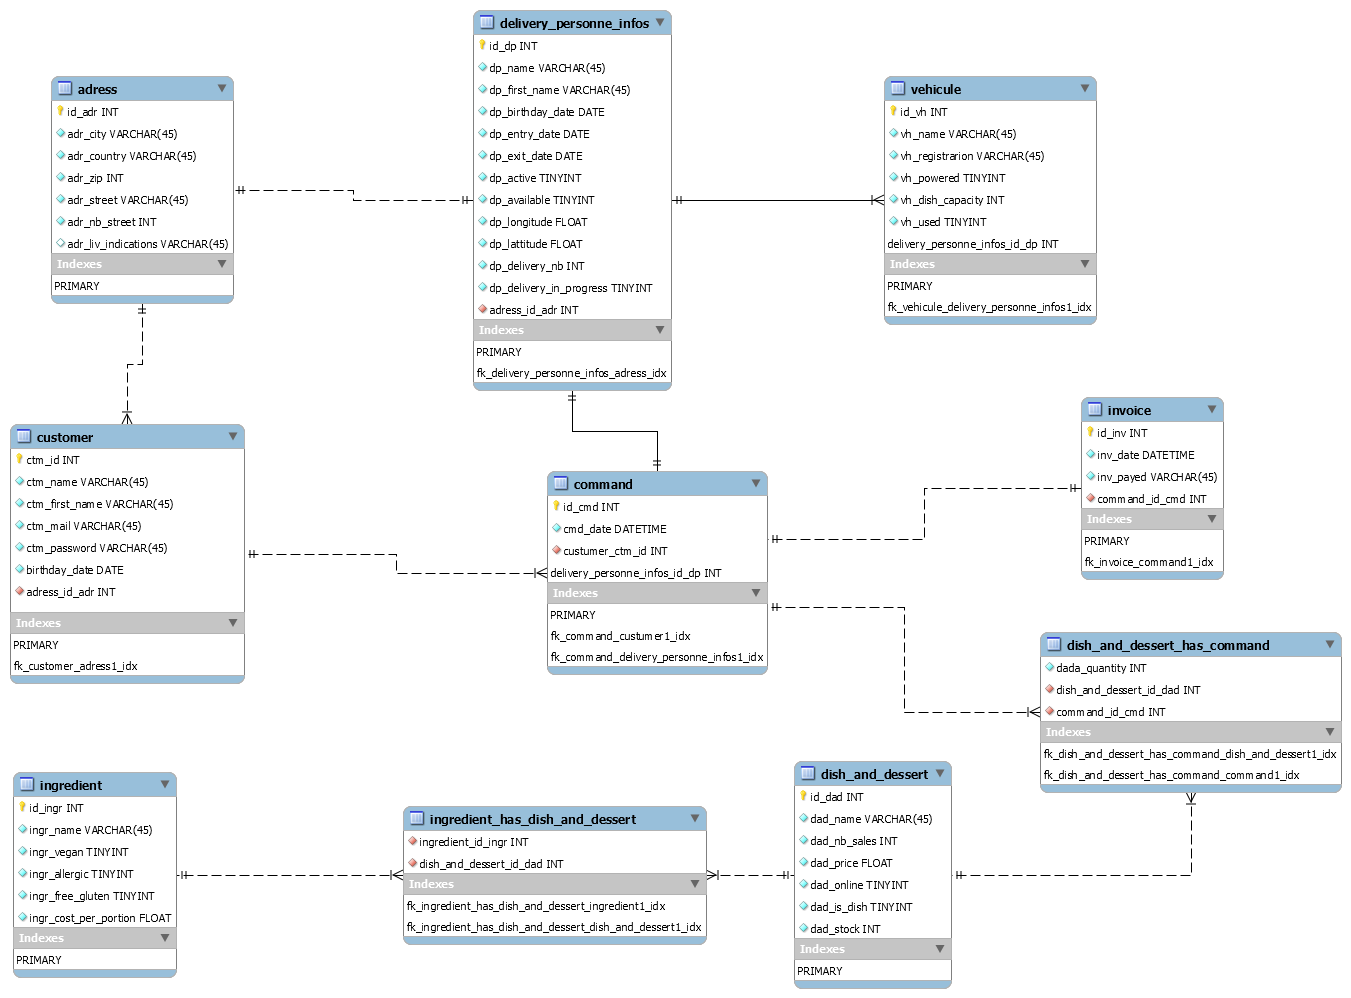 delivery_personne_infos
id_dp INT
dp_name VARCHAR(45)
dp_first_name VARCHAR(45)
dp_birthday_date DATE
dp_entry_date DATE
dp_exit_date DATE
dp_active TINYINT
dp_available TINYINT
dp_longitude FLOAT
dp_lattitude FLOAT
dp_delivery_nb INT
dp_delivery_in_progress TINYINT
adress_id_adr INT
Indexes
PRIMARY
fk_delivery_personne_infos_adress_idx
adress
id_adr INT
adr_city VARCHAR(45)
adr_country VARCHAR(45)
adr_zip INT
adr_street VARCHAR(45)
adr_nb_street INT
adr_liv_indications VARCHAR(45)
Indexes
PRIMARY
vehicule
id_vh INT
vh_name VARCHAR(45)
vh_registrarion VARCHAR(45)
vh_powered TINYINT
vh_dish_capacity INT
vh_used TINYINT
delivery_personne_infos_id_dp INT
Indexes
PRIMARY
fk_vehicule_delivery_personne_infos1_idx
customer
ctm_id INT
ctm_name VARCHAR(45)
ctm_first_name VARCHAR(45)
ctm_mail VARCHAR(45)
ctm_password VARCHAR(45)
birthday_date DATE
adress_id_adr INT
Indexes
PRIMARY
fk_customer_adress1_idx
command
id_cmd INT
cmd_date DATETIME
custumer_ctm_id INT
delivery_personne_infos_id_dp INT
Indexes
PRIMARY
fk_command_custumer1_idx
fk_command_delivery_personne_infos1_idx
invoice
id_inv INT
inv_date DATETIME
inv_payed VARCHAR(45)
command_id_cmd INT
Indexes
PRIMARY
fk_invoice_command1_idx
dish_and_dessert_has_command
dada_quantity INT
dish_and_dessert_id_dad INT
command_id_cmd INT
Indexes
fk_dish_and_dessert_has_command_dish_and_dessert1_idx
fk_dish_and_dessert_has_command_command1_idx
ingredient
id_ingr INT
ingr_name VARCHAR(45)
ingr_vegan TINYINT
ingr_allergic TINYINT
ingr_free_gluten TINYINT
ingr_cost_per_portion FLOAT
Indexes
PRIMARY
ingredient_has_dish_and_dessert
ingredient_id_ingr INT
dish_and_dessert_id_dad INT
Indexes
fk_ingredient_has_dish_and_dessert_ingredient1_idx
fk_ingredient_has_dish_and_dessert_dish_and_dessert1_idx
dish_and_dessert
id_dad INT
dad_name VARCHAR(45)
dad_nb_sales INT
dad_price FLOAT
dad_online TINYINT
dad_is_dish TINYINT
dad_stock INT
Indexes
PRIMARY